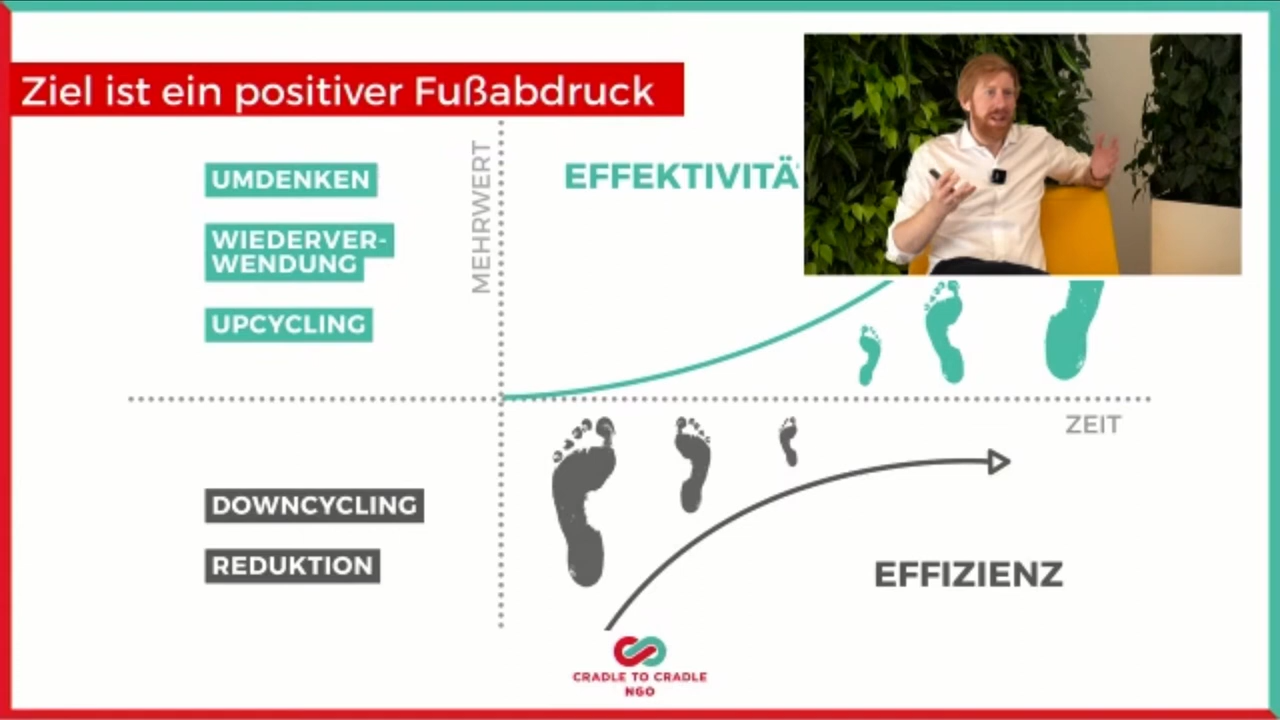 Ziel ist ein positiver Fußabdruck
UMDENKEN
WIEDERVER-
WENDUNG
UPCYCLING
MEHRWERT
EFFEKTIVITÄ
ZEIT
DOWNCYCLING
REDUKTION
EFFIZIENZ
CRADLE TO CRADLE
NGO